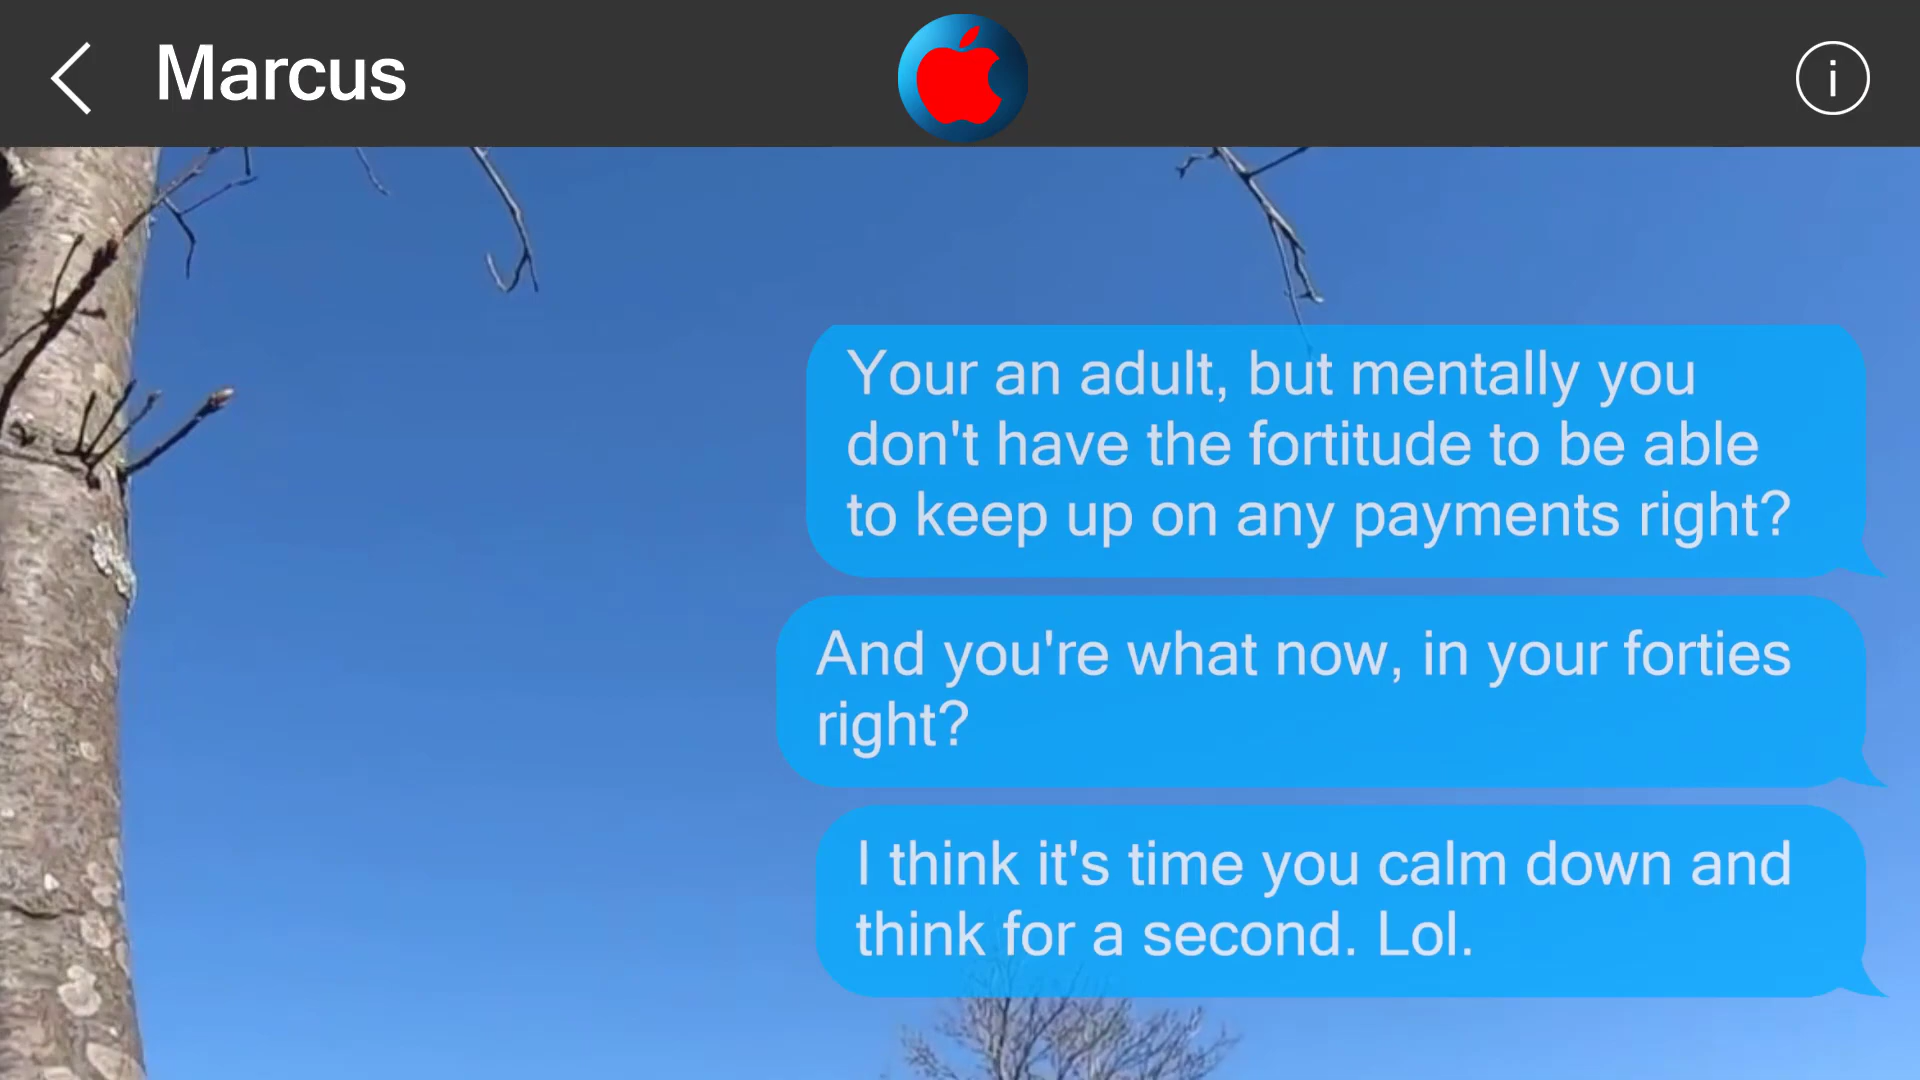 Marcus
i
Your an adult, but mentally you
don't have the fortitude to be able
to keep up on any payments right?
And you're what now, in your forties
right?
I think it's time you calm down and
think for a second. Lol.